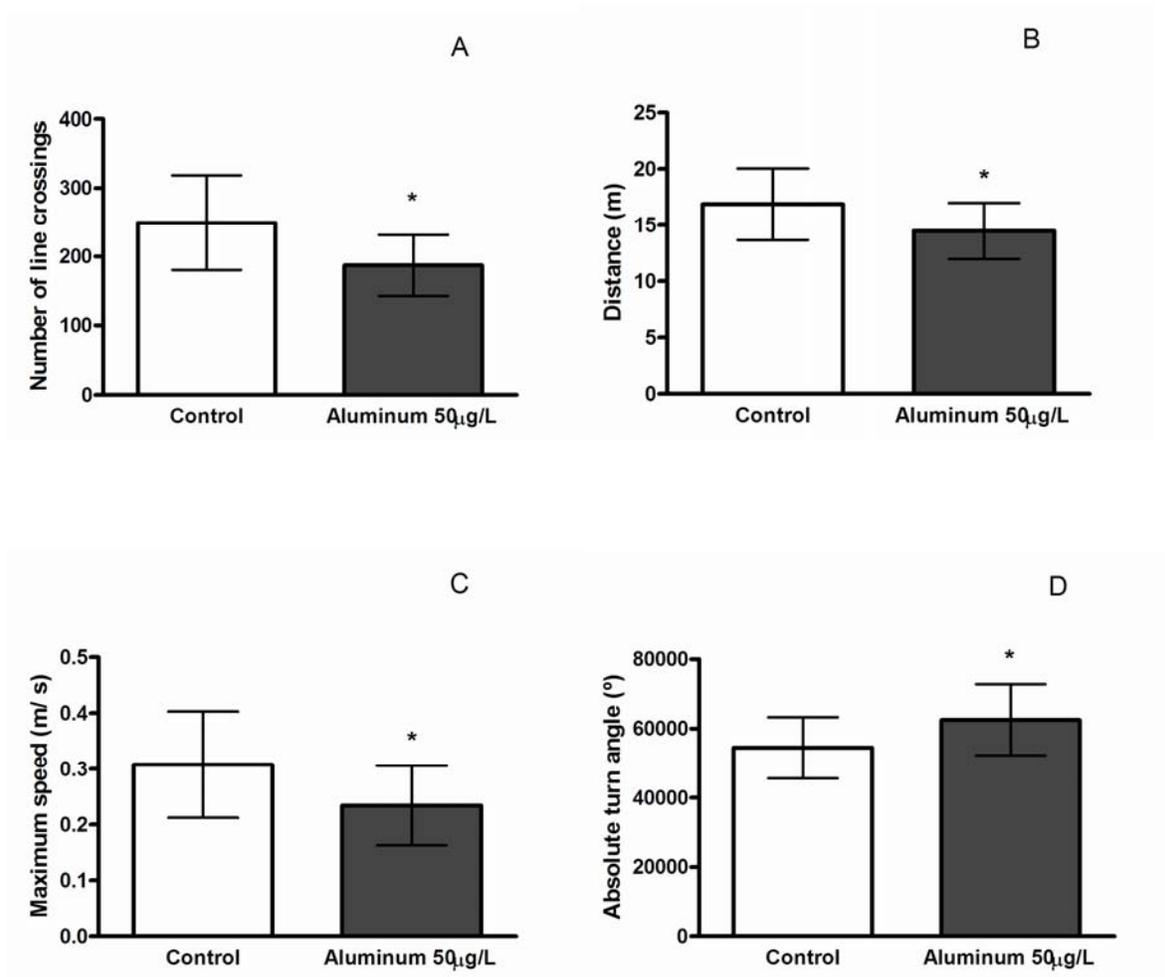 A
Number of line crossings
400
300
200
100
0
*
Control
Aluminum 50µg/L
B
Distance (m)
25
20
15
10
5
0
*
Control
Aluminum 50µg/L
C
Maximum speed (m/ s)
0.5
0.4
0.3
0.2
0.1
0.0
*
Control
Aluminum 50µg/L
D
Absolute turn angle (º)
80000
60000
40000
20000
0
*
Control
Aluminum 50µg/L